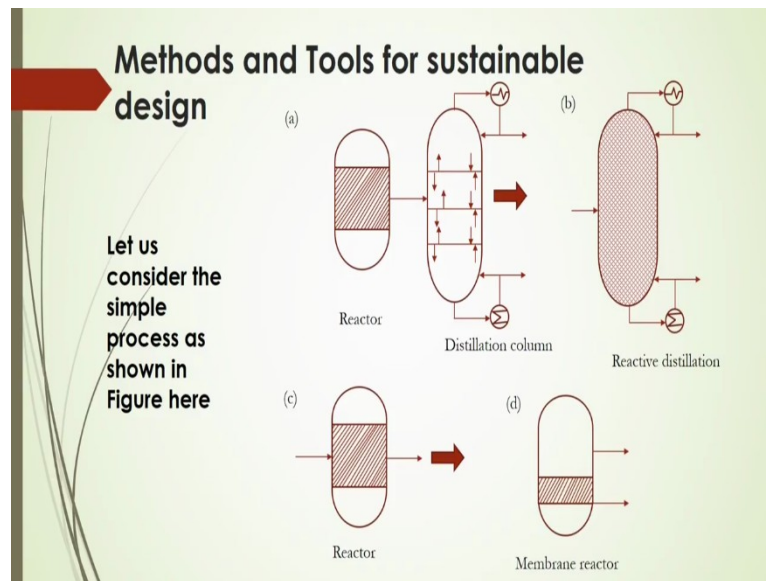 Methods and Tools for sustainable
design
(a)
(b)
Let us
consider the
simple
process as
shown in
Figure here
Reactor
Distillation column
Reactive distillation
(c)
(d)
Reactor
Membrane reactor